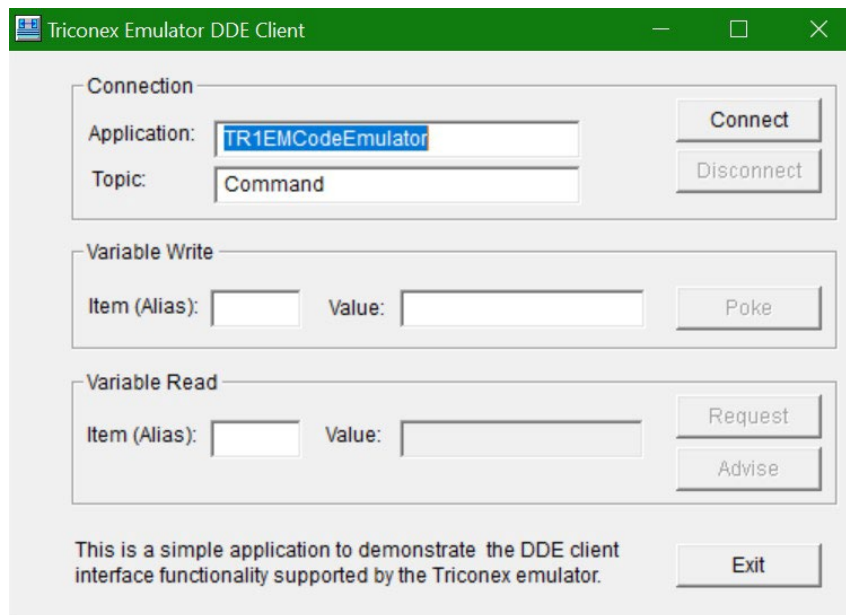 Triconex Emulator DDE Client
Connection
Application: TR1EMCodeEmulator
Connect
Topic: Command
Disconnect
Variable Write
Item (Alias): Value: Poke
Variable Read
Request
Item (Alias): Value:
Advise
This is a simple application to demonstrate the DDE client
interface functionality supported by the Triconex emulator.
Exit